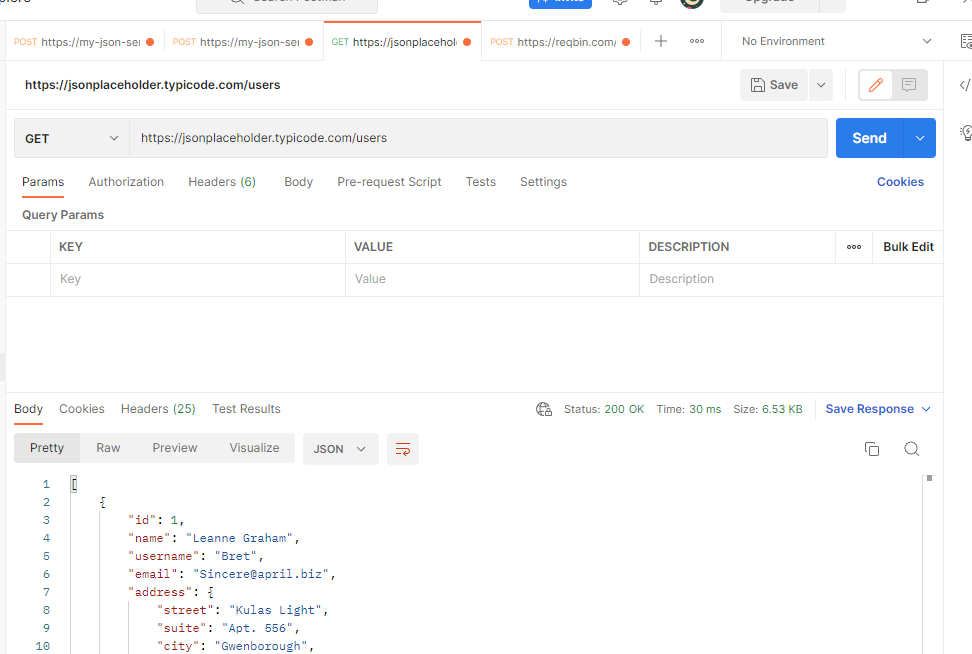 Invite
POST https://my-json-ser POST https://my-json-ser GET https://jsonplacehol POST https://reqbin.com/ No Environment
https://jsonplaceholder.typicode.com/users Save
GET https://jsonplaceholder.typicode.com/users Send
Params Authorization Headers (6) Body Pre-request Script Tests Settings Cookies
Query Params
KEY VALUE DESCRIPTION Bulk Edit
Key Value Description
Body Cookies Headers (25) Test Results Status: 200 OK Time: 30 ms Size: 6.53 KB Save Response
Pretty Raw Preview Visualize JSON
1 [
2 {
3 "id": 1,
4 "name": "Leanne Graham",
5 "username": "Bret",
6 "email": "Sincere@april.biz",
7 "address": {
8 "street": "Kulas Light",
9 "suite": "Apt. 556",
10 "city": "Gwenborough",